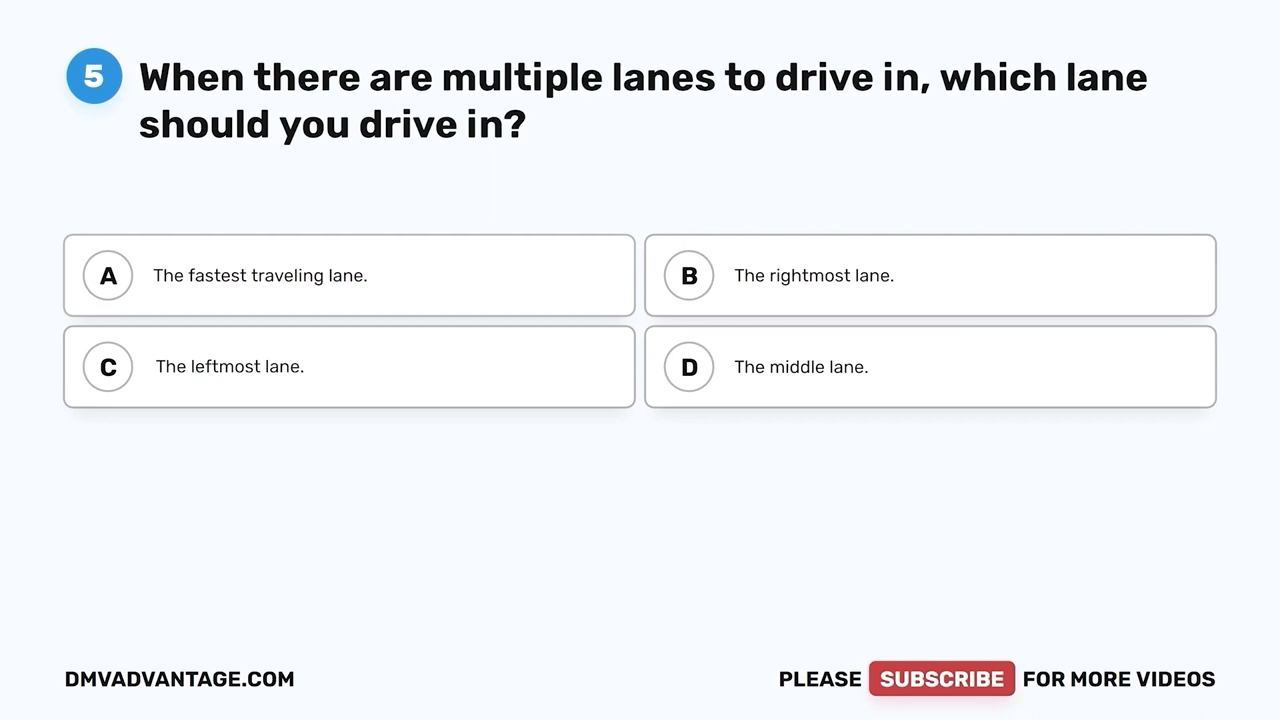 5
When there are multiple lanes to drive in, which lane
should you drive in?
A The fastest traveling lane.
B The rightmost lane.
C The leftmost lane.
D The middle lane.
DMVADVANTAGE.COM
PLEASE SUBSCRIBE FOR MORE VIDEOS